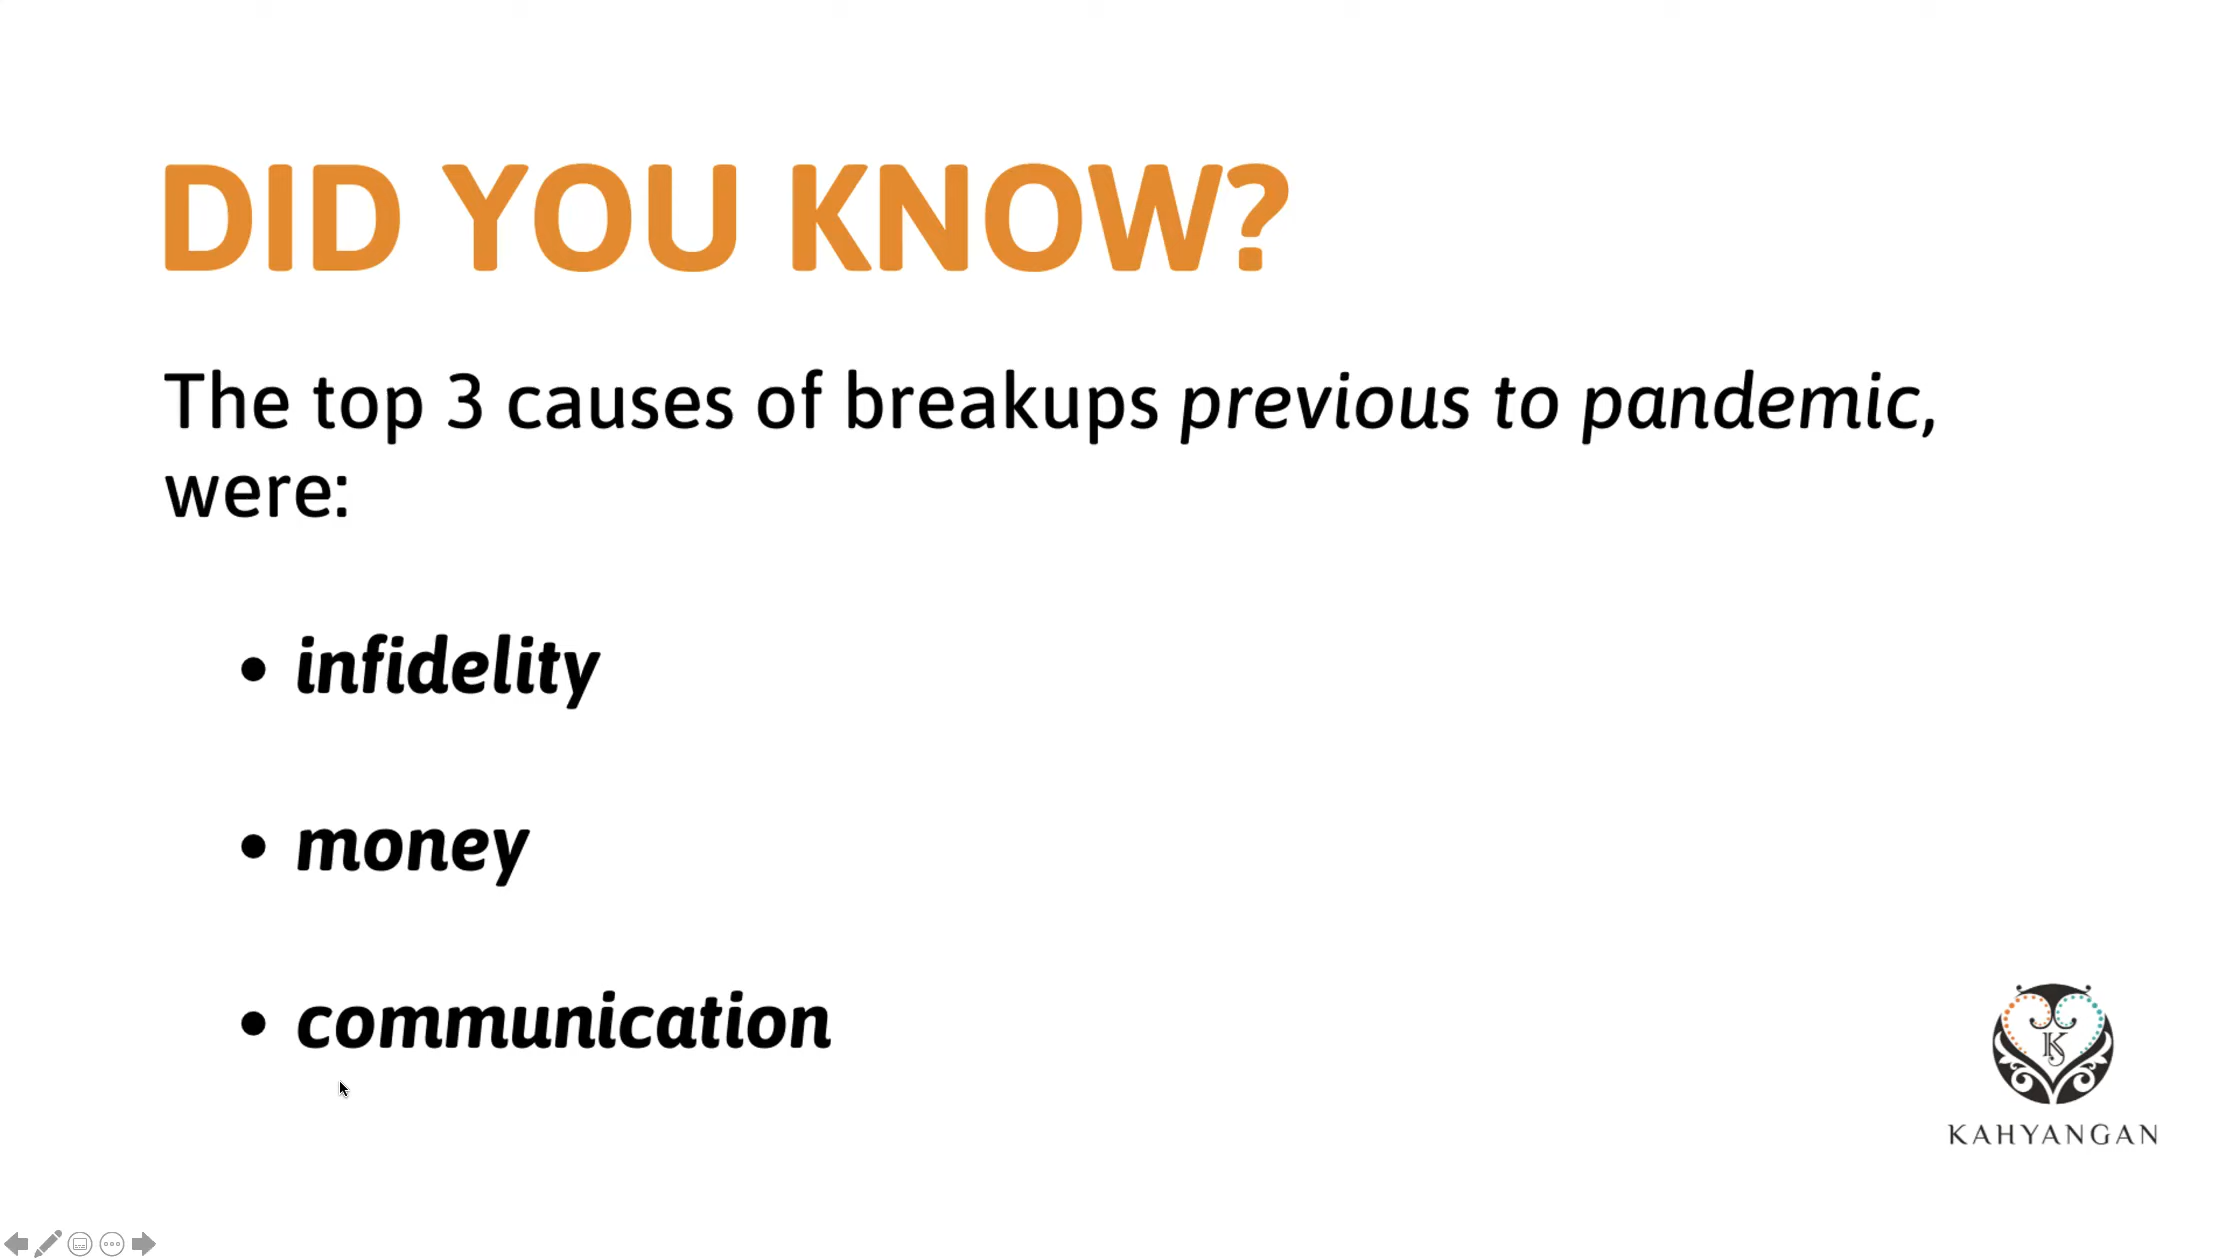 DID YOU KNOW?
The top 3 causes of breakups previous to pandemic,
were:
• infidelity
• money
• communication
K
KAHYANGAN